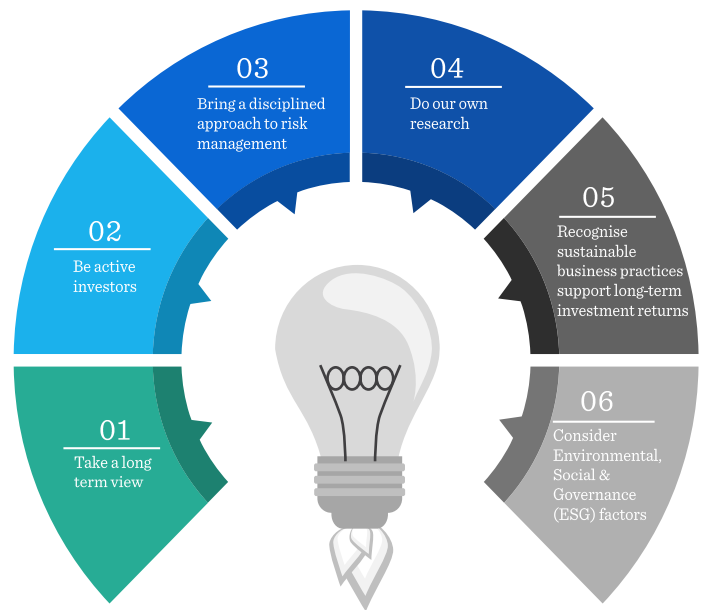 01
Take a long
term view
02
Be active
investors
03
Bring a disciplined
approach to risk
management
04
Do our own
research
05
Recognise
sustainable
business practices
support long-term
investment returns
06
Consider
Environmental,
Social &
Governance
(ESG) factors